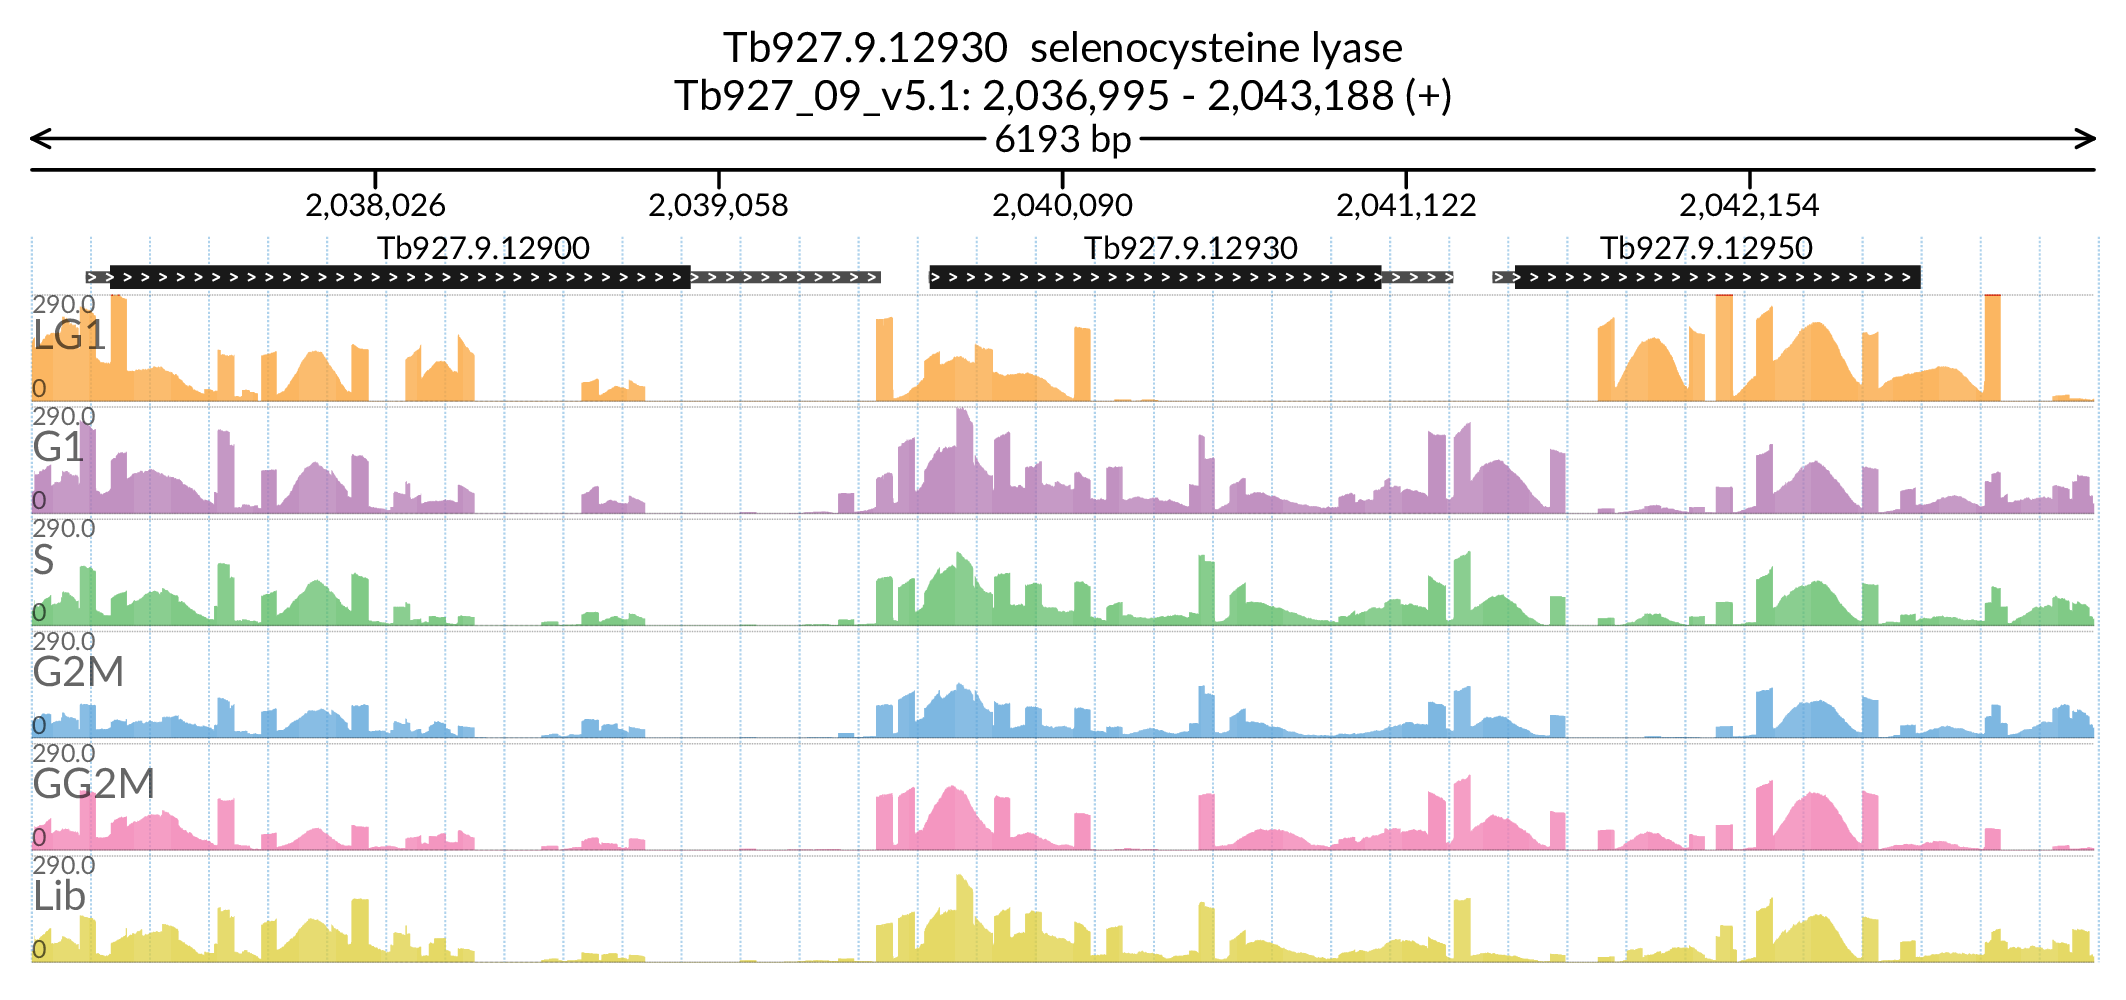 Tb927.9.12930 selenocysteine lyase
Tb927_09_v5.1: 2,036,995 - 2,043,188 (+)
6193 bp
2,038,026 2,039,058 2,040,090 2,041,122 2,042,154
Tb927.9.12900 Tb927.9.12930 Tb927.9.12950
290.0
LG1
0
290.0
G1
0
290.0
S
0
290.0
G2M
0
290.0
GG2M
0
290.0
Lib
0